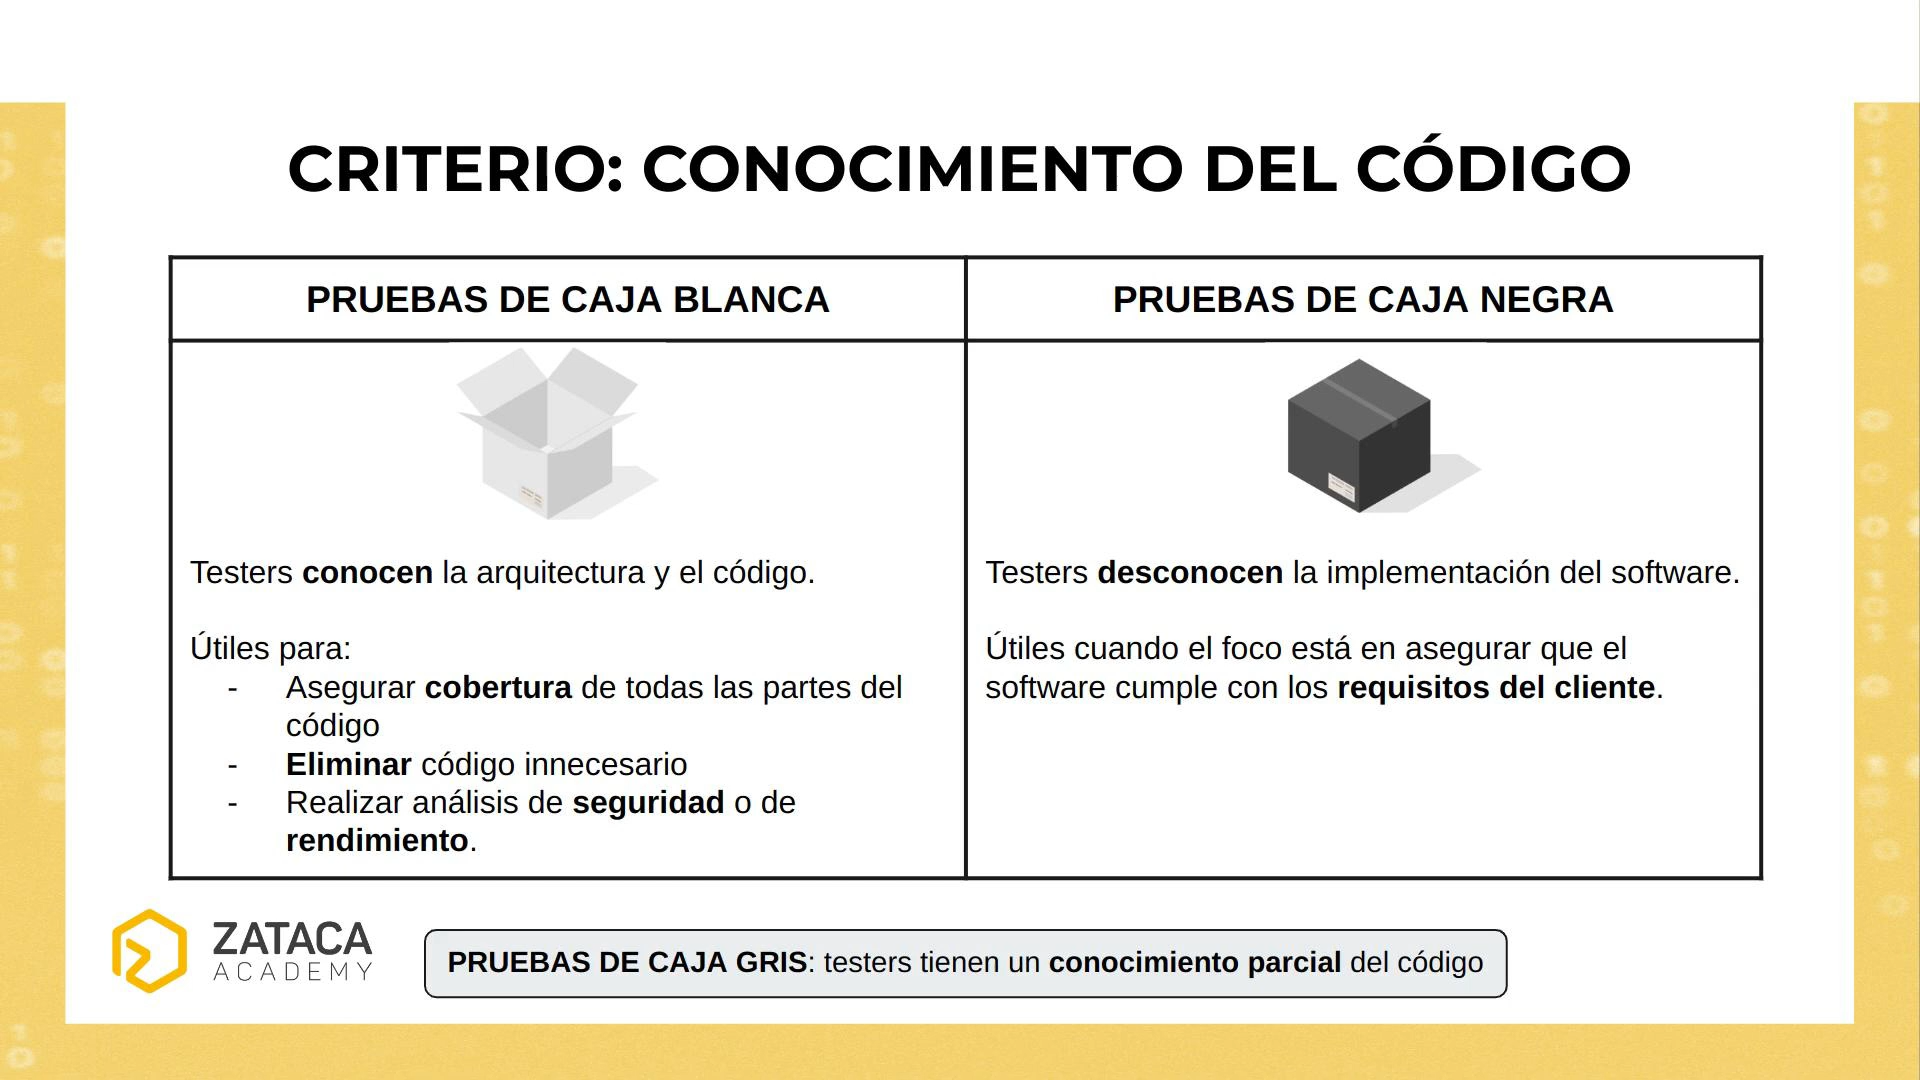 CRITERIO: CONOCIMIENTO DEL CÓDIGO
PRUEBAS DE CAJA BLANCA
Testers conocen la arquitectura y el código.
Útiles para:
- Asegurar cobertura de todas las partes del
código
- Eliminar código innecesario
- Realizar análisis de seguridad o de
rendimiento.
PRUEBAS DE CAJA NEGRA
Testers desconocen la implementación del software.
Útiles cuando el foco está en asegurar que el
software cumple con los requisitos del cliente.
ZATACA
ACADEMY
PRUEBAS DE CAJA GRIS: testers tienen un conocimiento parcial del código